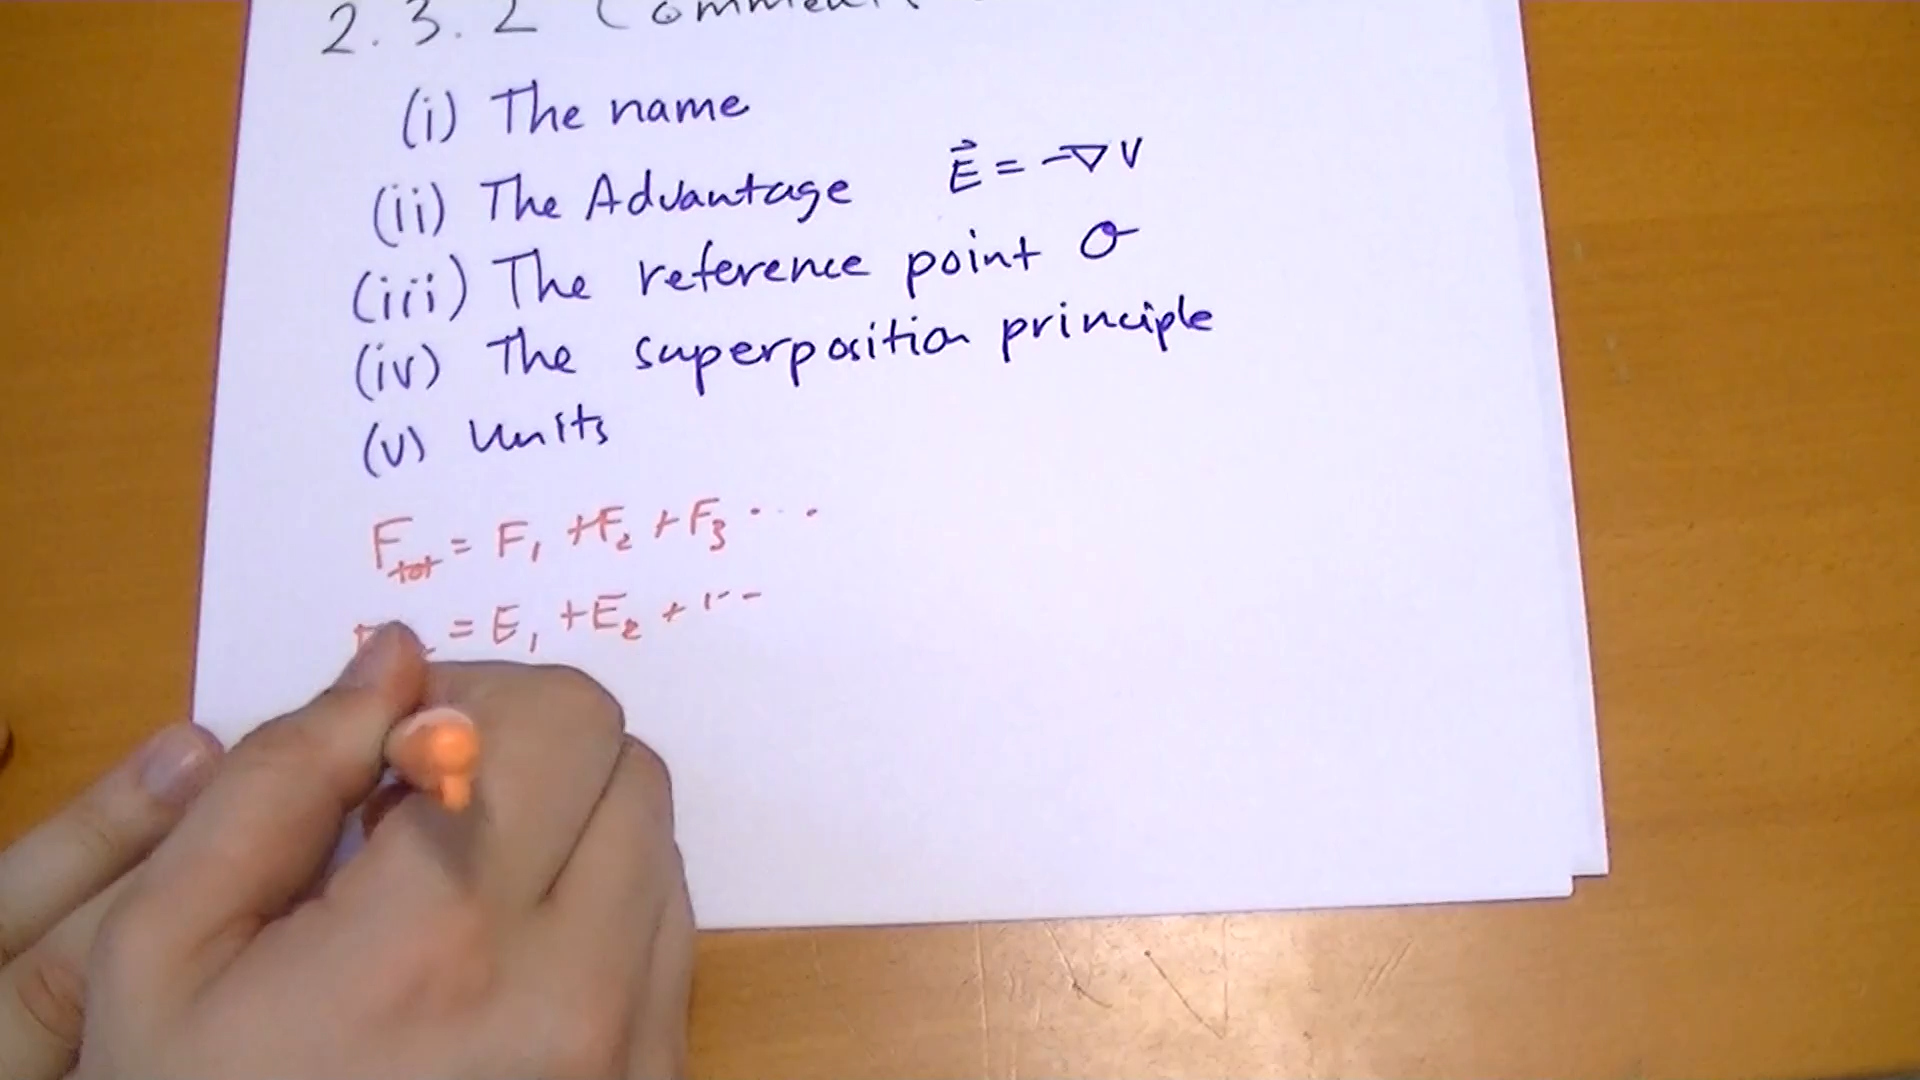 2.3.2
(i) The name
(ii) The Advantage E⃗ = -∇V
(iii) The reference point O
(iv) The superposition principle
(v) Units
F_tot = F₁ + F₂ + F₃ ...
= E₁ + E₂ + ...